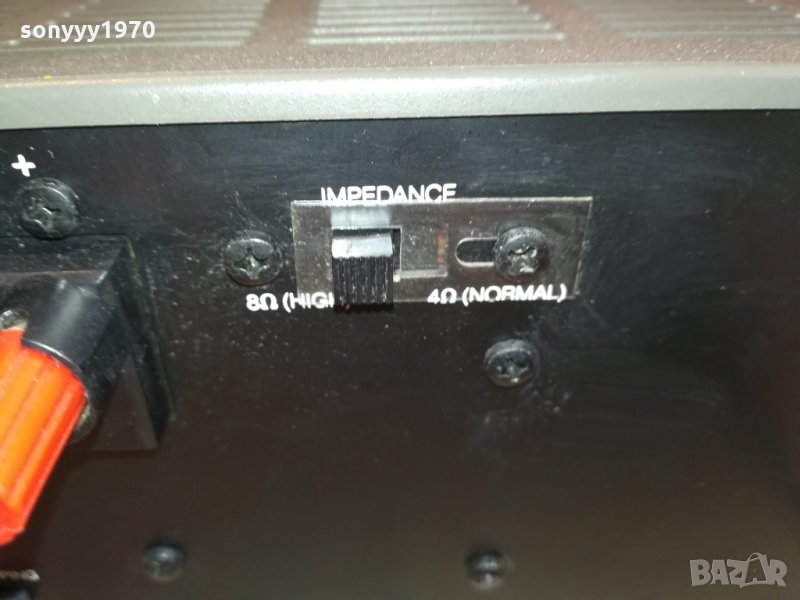 sonyyy1970
+
IMPEDANCE
8Ω (HIGH 4Ω (NORMAL)
BAZAR